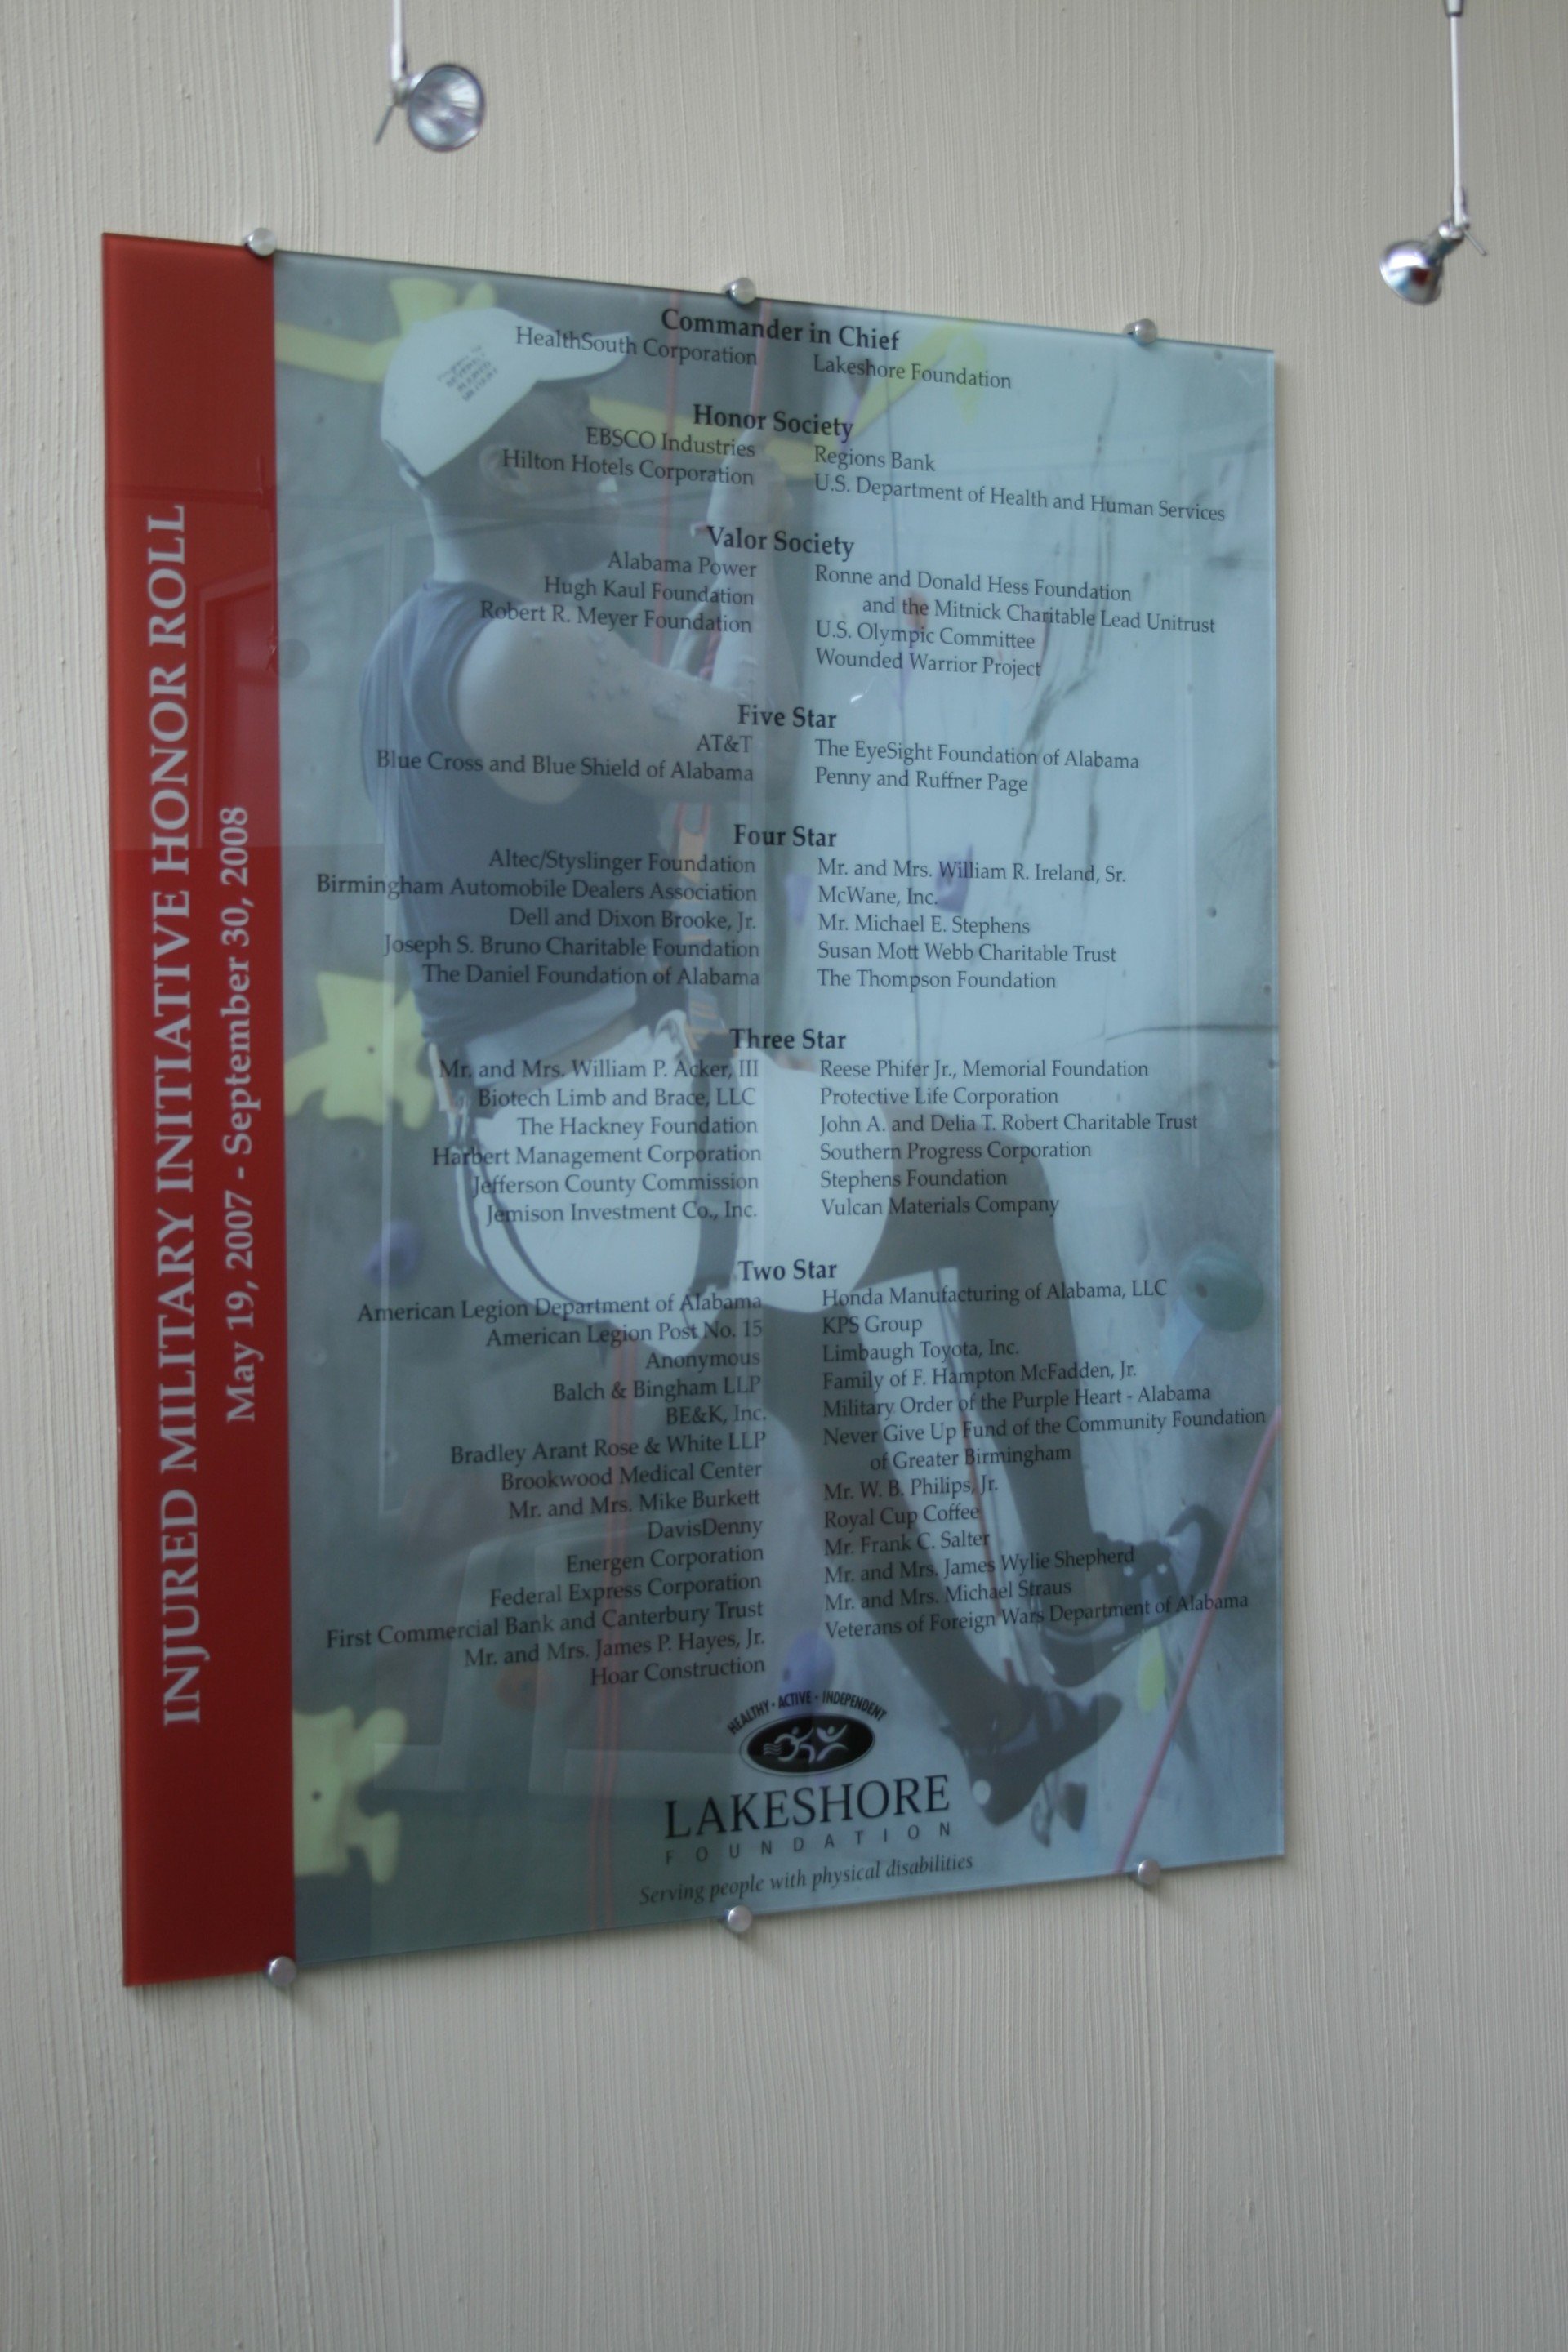 INJURED MILITARY INITIATIVE HONOR ROLL
May 19, 2007 - September 30, 2008
Commander in Chief
HealthSouth Corporation
Lakeshore Foundation
Honor Society
EBSCO Industries
Hilton Hotels Corporation
Regions Bank
U.S. Department of Health and Human Services
Valor Society
Alabama Power
Hugh Kaul Foundation
Robert R. Meyer Foundation
Ronne and Donald Hess Foundation
and the Mitnick Charitable Lead Unitrust
U.S. Olympic Committee
Wounded Warrior Project
Five Star
AT&T
Blue Cross and Blue Shield of Alabama
The EyeSight Foundation of Alabama
Penny and Ruffner Page
Four Star
Altec/Styslinger Foundation
Birmingham Automobile Dealers Association
Dell and Dixon Brooke, Jr.
Joseph S. Bruno Charitable Foundation
The Daniel Foundation of Alabama
Mr. and Mrs. William R. Ireland, Sr.
McWane, Inc.
Mr. Michael E. Stephens
Susan Mott Webb Charitable Trust
The Thompson Foundation
Three Star
Mr. and Mrs. William P. Acker, III
Biotech Limb and Brace, LLC
The Hackney Foundation
Harbert Management Corporation
Jefferson County Commission
Jemison Investment Co., Inc.
Reese Phifer Jr., Memorial Foundation
Protective Life Corporation
John A. and Delia T. Robert Charitable Trust
Southern Progress Corporation
Stephens Foundation
Vulcan Materials Company
Two Star
American Legion Department of Alabama
American Legion Post No. 15
Anonymous
Balch & Bingham LLP
BE&K, Inc.
Bradley Arant Rose & White LLP
Brookwood Medical Center
Mr. and Mrs. Mike Burkett
DavisDenny
Energen Corporation
Federal Express Corporation
First Commercial Bank and Canterbury Trust
Mr. and Mrs. James P. Hayes, Jr.
Hoar Construction
Honda Manufacturing of Alabama, LLC
KPS Group
Limbaugh Toyota, Inc.
Family of F. Hampton McFadden, Jr.
Military Order of the Purple Heart - Alabama
Never Give Up Fund of the Community Foundation
of Greater Birmingham
Mr. W. B. Philips, Jr.
Royal Cup Coffee
Mr. Frank C. Salter
Mr. and Mrs. James Wylie Shepherd
Mr. and Mrs. Michael Straus
Veterans of Foreign Wars Department of Alabama
HEALTHY • ACTIVE • INDEPENDENT
LAKESHORE
FOUNDATION
Serving people with physical disabilities